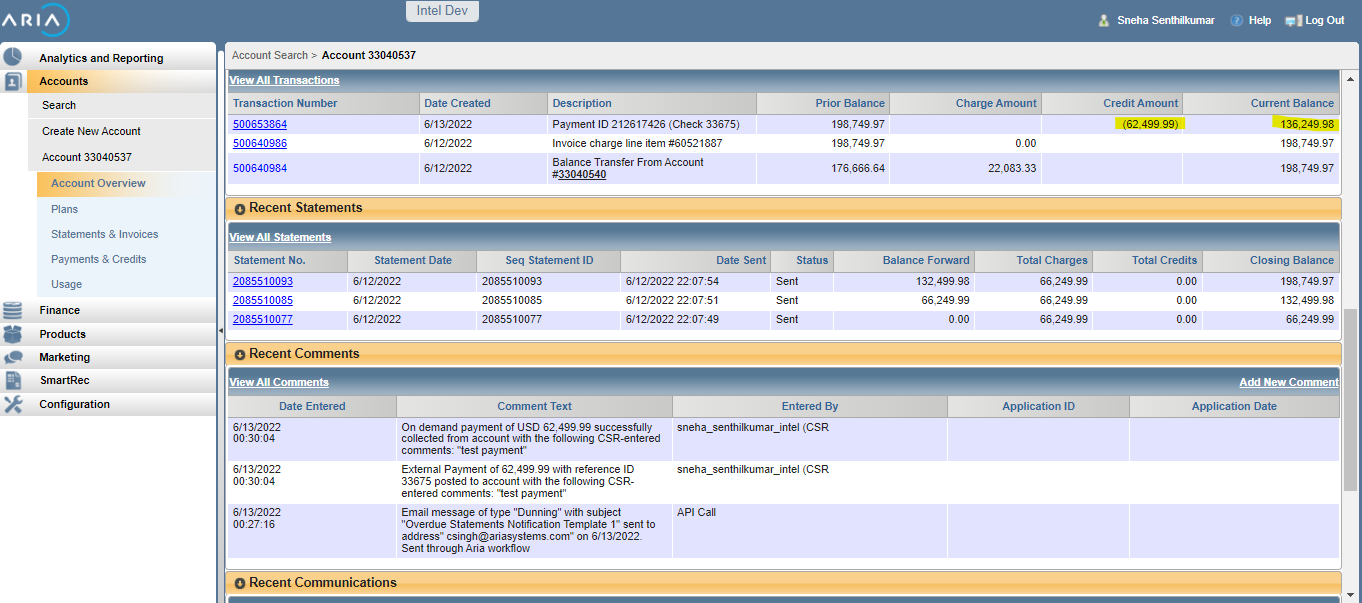 ARIA
Intel Dev
Sneha Senthilkumar Help Log Out
Analytics and Reporting
Accounts
Search
Create New Account
Account 33040537
Account Overview
Plans
Statements & Invoices
Payments & Credits
Usage
Finance
Products
Marketing
SmartRec
Configuration
Account Search > Account 33040537
View All Transactions
Transaction Number Date Created Description Prior Balance Charge Amount Credit Amount Current Balance
500653864 6/13/2022 Payment ID 212617426 (Check 33675) 198,749.97 (62,499.99) 136,249.98
500640986 6/12/2022 Invoice charge line item #60521887 198,749.97 0.00 198,749.97
500640984 6/12/2022 Balance Transfer From Account 176,666.64 22,083.33 198,749.97
#33040540
Recent Statements
View All Statements
Statement No. Statement Date Seq Statement ID Date Sent Status Balance Forward Total Charges Total Credits Closing Balance
2085510093 6/12/2022 2085510093 6/12/2022 22:07:54 Sent 132,499.98 66,249.99 0.00 198,749.97
2085510085 6/12/2022 2085510085 6/12/2022 22:07:51 Sent 66,249.99 66,249.99 0.00 132,499.98
2085510077 6/12/2022 2085510077 6/12/2022 22:07:49 Sent 0.00 66,249.99 0.00 66,249.99
Recent Comments
View All Comments Add New Comment
Date Entered Comment Text Entered By Application ID Application Date
6/13/2022 On demand payment of USD 62,499.99 successfully sneha_senthilkumar_intel (CSR
00:30:04 collected from account with the following CSR-entered
comments: "test payment"
6/13/2022 External Payment of 62,499.99 with reference ID sneha_senthilkumar_intel (CSR
00:30:04 33675 posted to account with the following CSR-
entered comments: "test payment"
6/13/2022 Email message of type "Dunning" with subject API Call
00:27:16 "Overdue Statements Notification Template 1" sent to
address" csingh@ariasystems.com" on 6/13/2022.
Sent through Aria workflow
Recent Communications